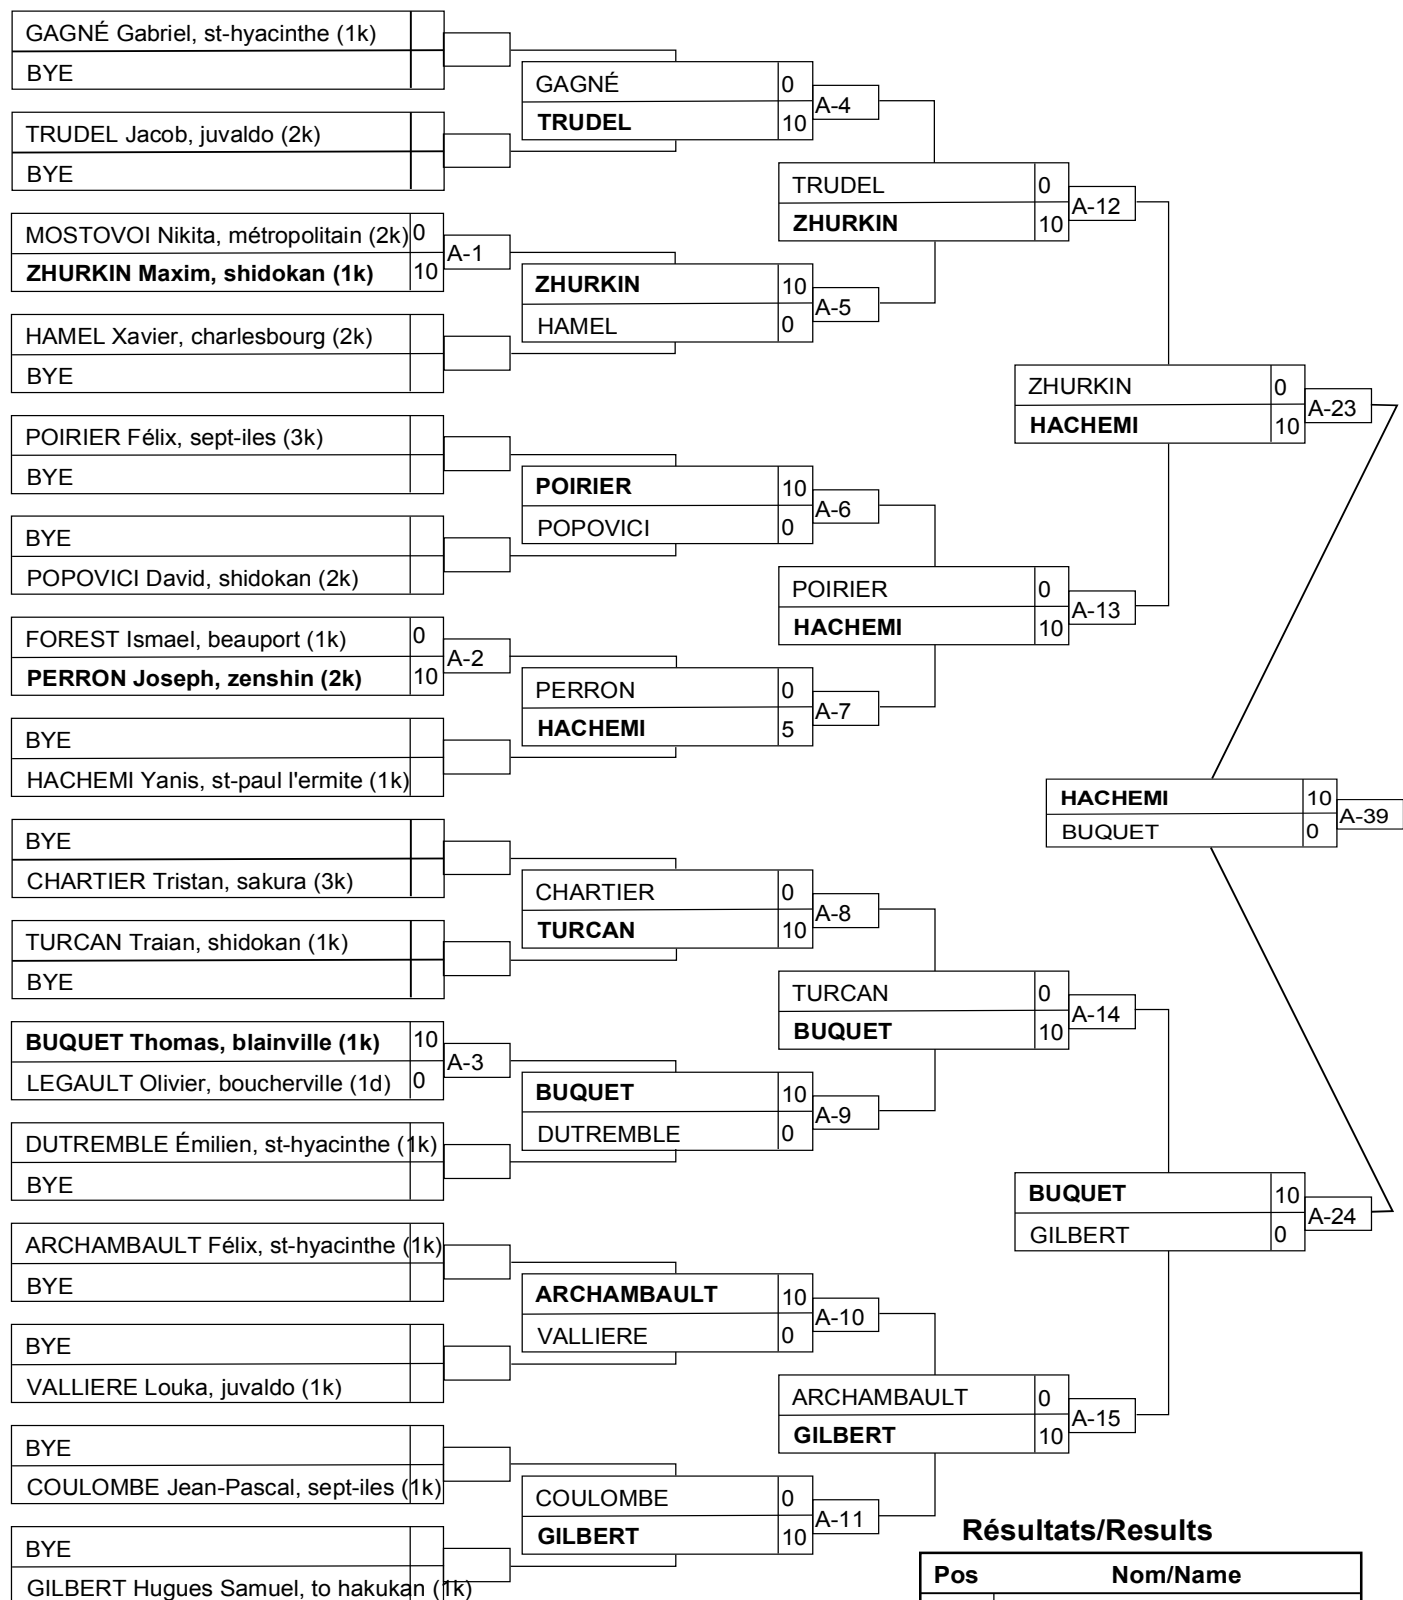 GAGNÉ Gabriel, st-hyacinthe (1k)
BYE
TRUDEL Jacob, juvaldo (2k)
BYE
MOSTOVOI Nikita, métropolitain (2k) 0
ZHURKIN Maxim, shidokan (1k) 10
A-1
HAMEL Xavier, charlesbourg (2k)
BYE
POIRIER Félix, sept-iles (3k)
BYE
BYE
POPOVICI David, shidokan (2k)
FOREST Ismael, beauport (1k) 0
PERRON Joseph, zenshin (2k) 10
A-2
BYE
HACHEMI Yanis, st-paul l'ermite (1k)
BYE
CHARTIER Tristan, sakura (3k)
TURCAN Traian, shidokan (1k)
BYE
BUQUET Thomas, blainville (1k) 10
LEGAULT Olivier, boucherville (1d) 0
A-3
DUTREMBLE Émilien, st-hyacinthe (1k)
BYE
ARCHAMBAULT Félix, st-hyacinthe (1k)
BYE
BYE
VALLIERE Louka, juvaldo (1k)
BYE
COULOMBE Jean-Pascal, sept-iles (1k)
BYE
GILBERT Hugues Samuel, to hakukan (1k)
GAGNÉ 0
TRUDEL 10
A-4
ZHURKIN 10
HAMEL 0
A-5
POIRIER 10
POPOVICI 0
A-6
PERRON 0
HACHEMI 5
A-7
CHARTIER 0
TURCAN 10
A-8
BUQUET 10
DUTREMBLE 0
A-9
ARCHAMBAULT 10
VALLIERE 0
A-10
COULOMBE 0
GILBERT 10
A-11
TRUDEL 0
ZHURKIN 10
A-12
POIRIER 0
HACHEMI 10
A-13
TURCAN 0
BUQUET 10
A-14
ARCHAMBAULT 0
GILBERT 10
A-15
ZHURKIN 0
HACHEMI 10
A-23
BUQUET 10
GILBERT 0
A-24
HACHEMI 10
BUQUET 0
A-39
Résultats/Results
Pos Nom/Name